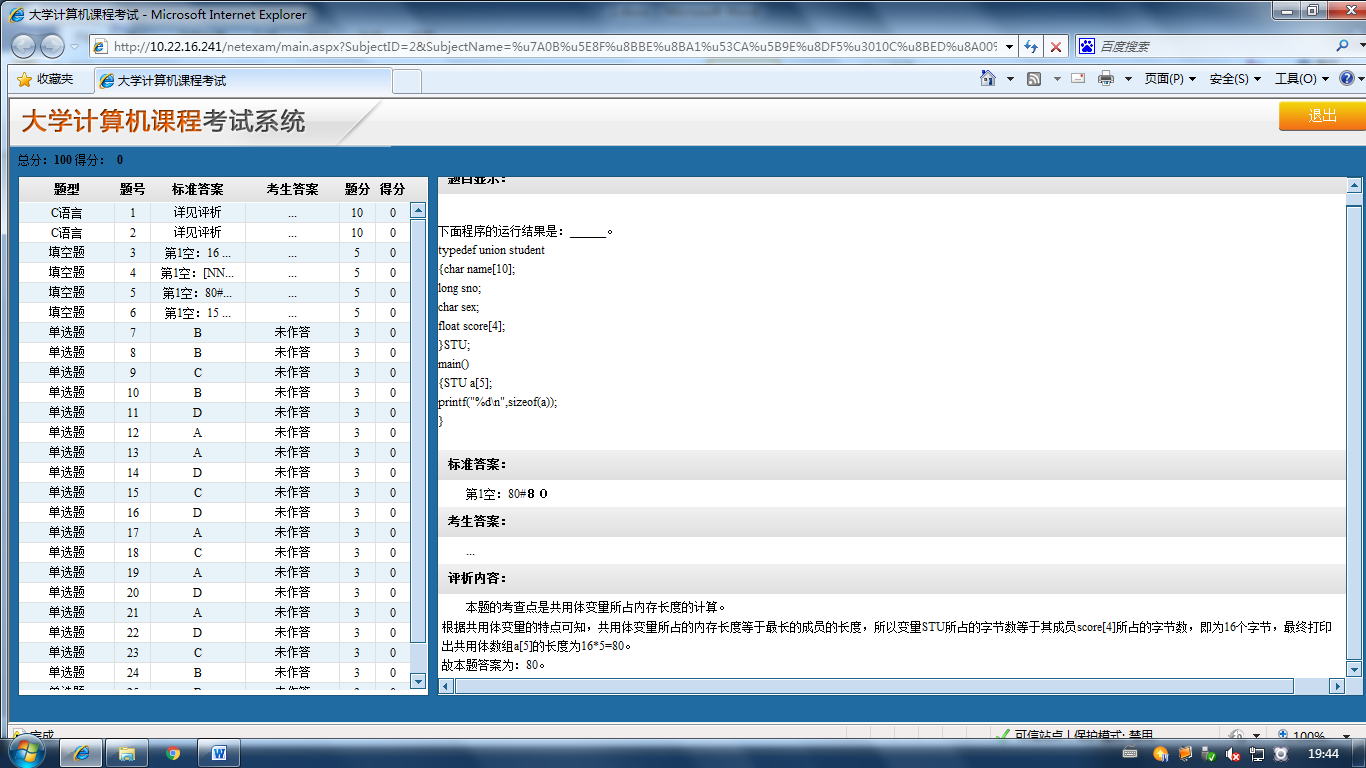 大学计算机课程考试 - Microsoft Internet Explorer
http://10.22.16.241/netexam/main.aspx?SubjectID=2&SubjectName=%u7A0B%u5E8F%u8BBE%u8BA1%u53CA%u5B9E%u8DF5%u3010C%u8BED%u8A00%
百度搜索
收藏夹
大学计算机课程考试
页面(P)
安全(S)
工具(O)
大学计算机课程考试系统
退出
总分：100 得分： 0
题型 题号 标准答案 考生答案 题分 得分
C语言 1 详见评析 ... 10 0
C语言 2 详见评析 ... 10 0
填空题 3 第1空：16 ... ... 5 0
填空题 4 第1空：[NN... ... 5 0
填空题 5 第1空：80#... ... 5 0
填空题 6 第1空：15 ... ... 5 0
单选题 7 B 未作答 3 0
单选题 8 B 未作答 3 0
单选题 9 C 未作答 3 0
单选题 10 B 未作答 3 0
单选题 11 D 未作答 3 0
单选题 12 A 未作答 3 0
单选题 13 A 未作答 3 0
单选题 14 D 未作答 3 0
单选题 15 C 未作答 3 0
单选题 16 D 未作答 3 0
单选题 17 A 未作答 3 0
单选题 18 C 未作答 3 0
单选题 19 A 未作答 3 0
单选题 20 D 未作答 3 0
单选题 21 A 未作答 3 0
单选题 22 D 未作答 3 0
单选题 23 C 未作答 3 0
单选题 24 B 未作答 3 0
题目显示：
下面程序的运行结果是：______。
typedef union student
{char name[10];
long sno;
char sex;
float score[4];
}STU;
main()
{STU a[5];
printf("%d\n",sizeof(a));
}
标准答案：
第1空：80#８０
考生答案：
...
评析内容：
本题的考查点是共用体变量所占内存长度的计算。
根据共用体变量的特点可知，共用体变量所占的内存长度等于最长的成员的长度，所以变量STU所占的字节数等于其成员score[4]所占的字节数，即为16个字节，最终打印
出共用体数组a[5]的长度为16*5=80。
故本题答案为：80。
完成
可信站点 | 保护模式: 禁用
100%
19:44